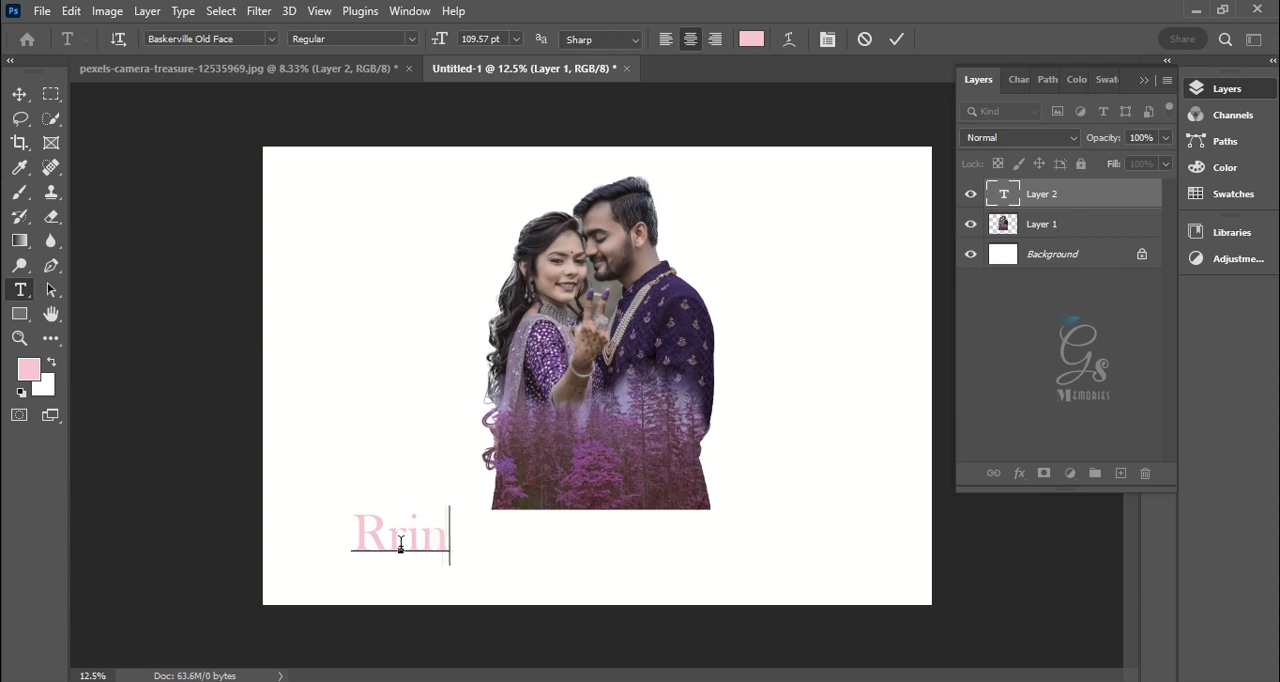 Ps File Edit Image Layer Type Select Filter 3D View Plugins Window Help
T Baskerville Old Face Regular 109.57 pt Sharp Share
pexels-camera-treasure-12535969.jpg @ 8.33% (Layer 2, RGB/8) * × Untitled-1 @ 12.5% (Layer 1, RGB/8) * ×
Layers Char Path Colo Swat
Kind
Normal Opacity: 100%
Lock: Fill: 100%
T Layer 2
Layer 1
Background
Layers
Channels
Paths
Color
Swatches
Libraries
Adjustme...
Gs
MEMORIES
fx
Rrin
12.5% Doc: 63.6M/0 bytes